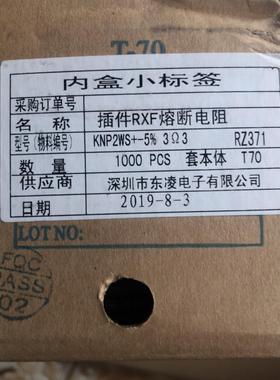 T-70
内盒小标签
采购订单号
名 称 插件RXF熔断电阻
型号(物料编号) KNP2WS+-5% 3Ω3 RZ371
数 量 1000 PCS 套本体 T70
供应商 深圳市东凌电子有限公司
日期 2019-8-3
LOT NO:
FQC
PASS
02